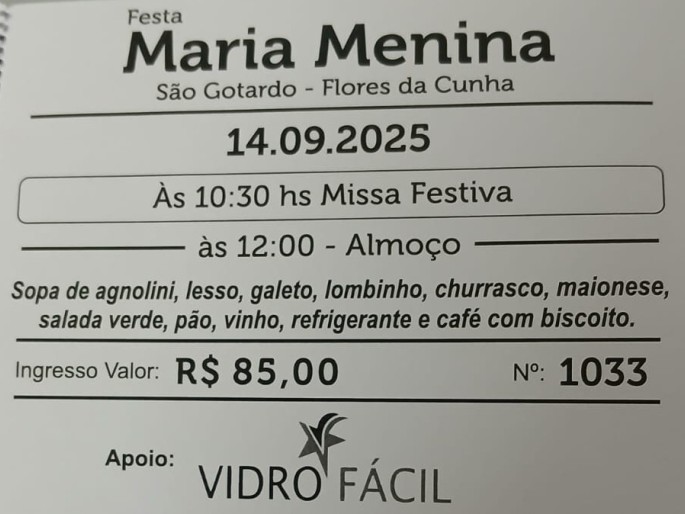 Festa
Maria Menina
São Gotardo - Flores da Cunha
14.09.2025
Às 10:30 hs Missa Festiva
às 12:00 - Almoço
Sopa de agnolini, lesso, galeto, lombinho, churrasco, maionese,
salada verde, pão, vinho, refrigerante e café com biscoito.
Ingresso Valor: R$ 85,00 Nº: 1033
Apoio: VIDRO FÁCIL